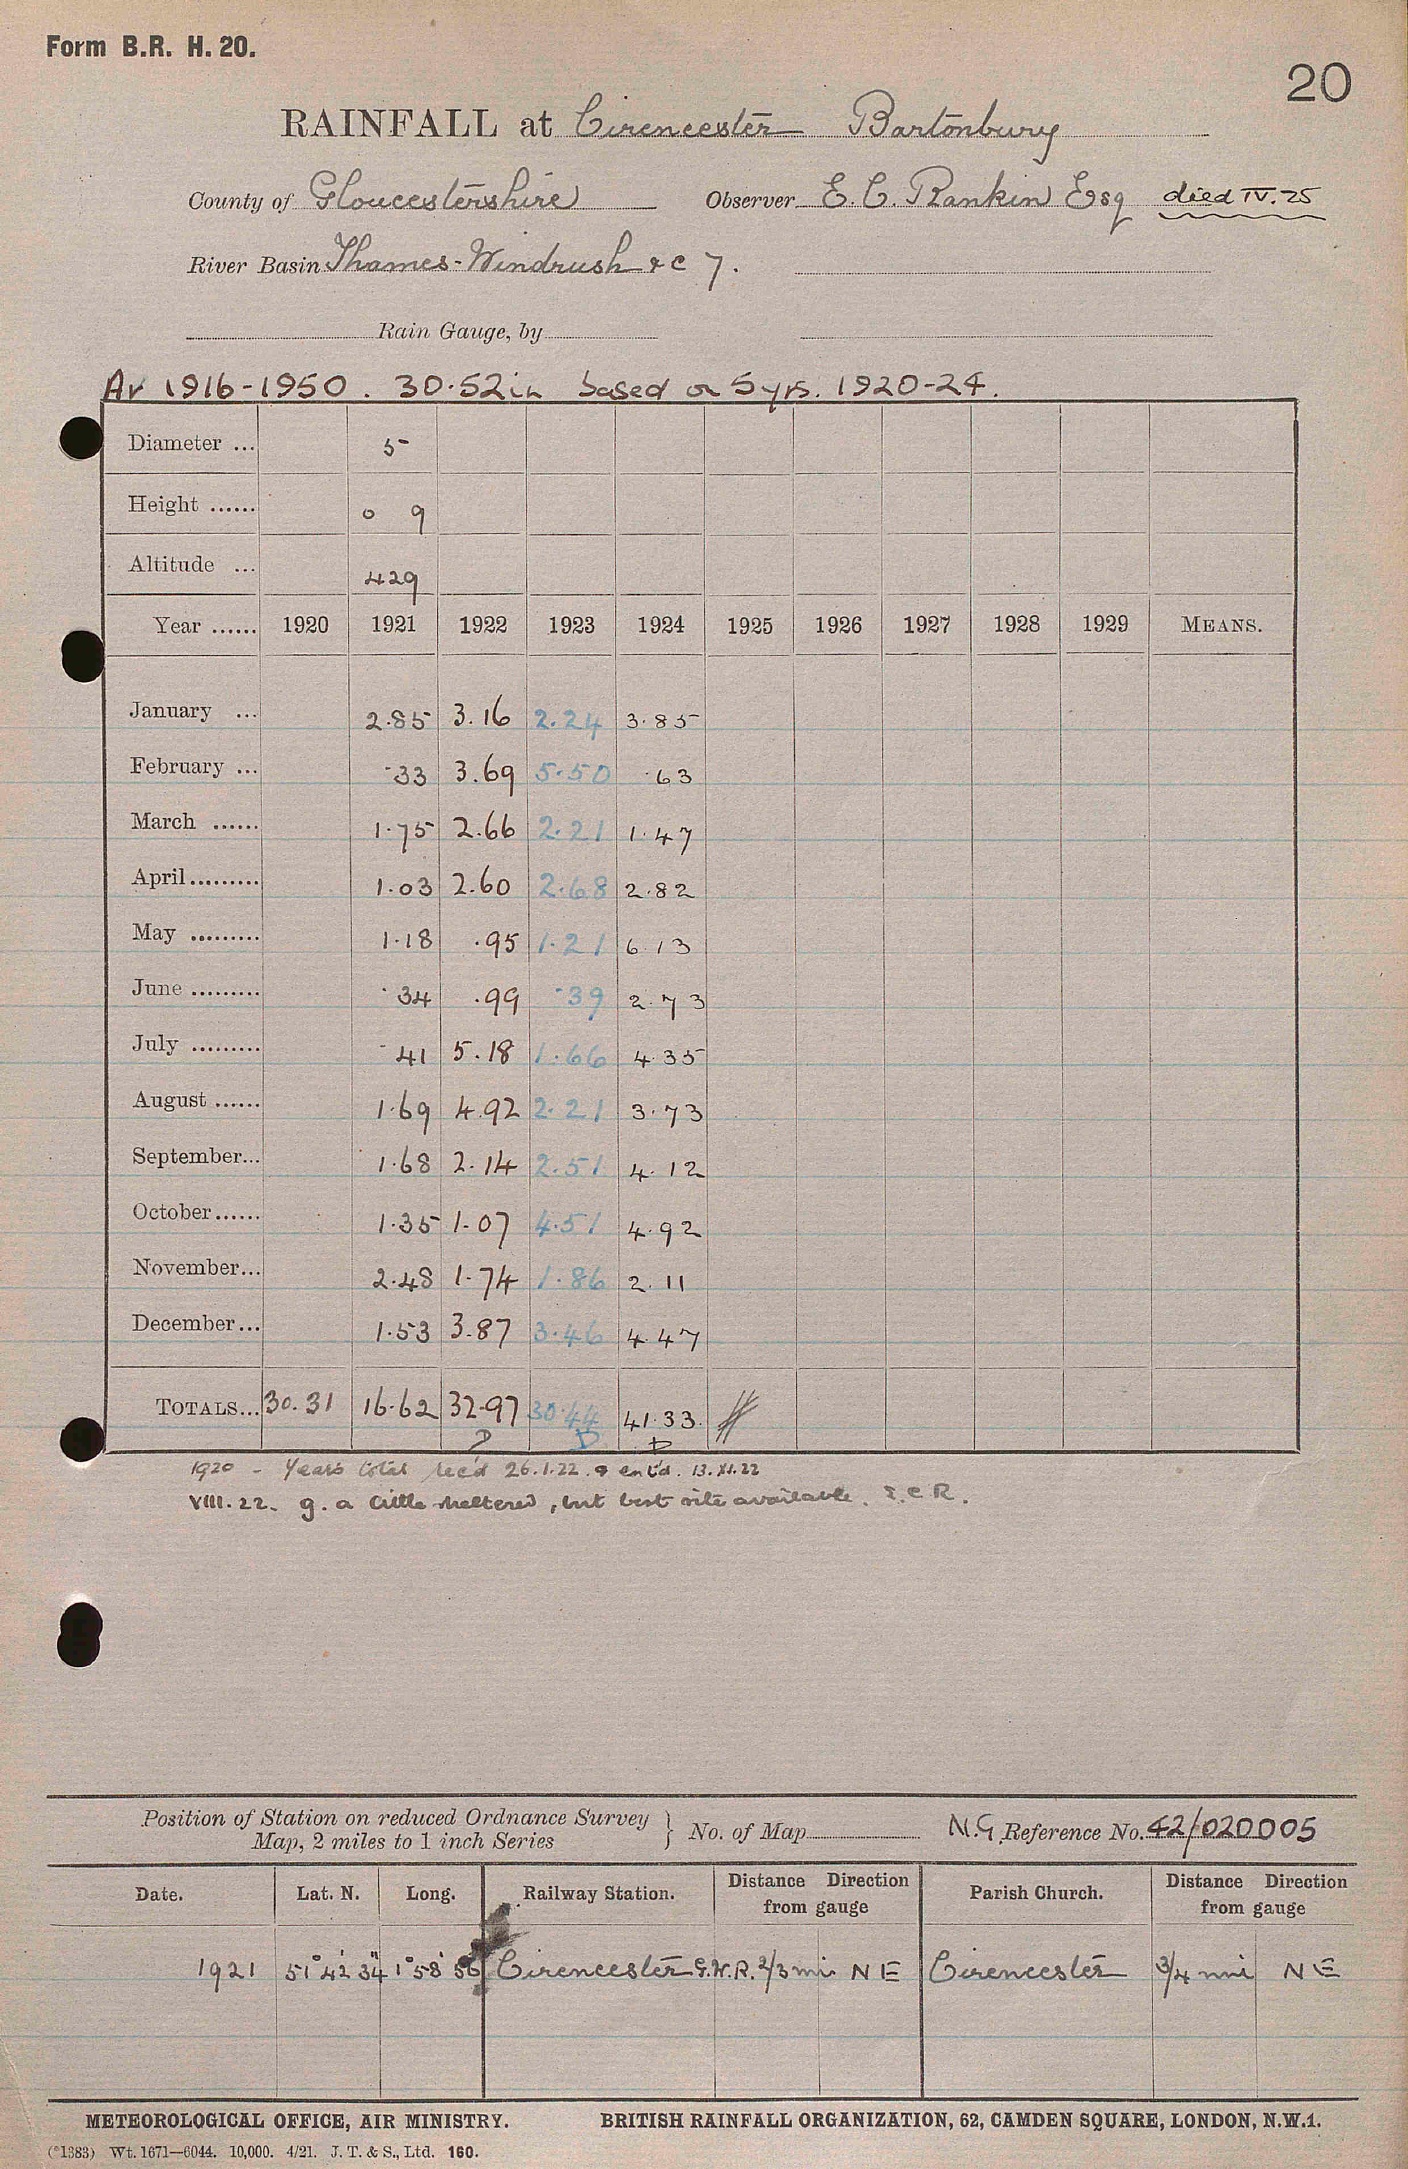 Form B.R. H. 20.
20
RAINFALL at Cirencester Bartonbury
County of Gloucestershire Observer E. C. Rankin Esq died IV. 25
River Basin Thames-Windrush &c 7.
Rain Gauge, by
Av 1916-1950. 30.52in based on 5 yrs. 1920-24.
Diameter ... 5
Height ...... 0 9
Altitude ... 429
Year ...... 1920 1921 1922 1923 1924 1925 1926 1927 1928 1929 MEANS.
January ... 2.85 3.16 2.24 3.85
February ... .33 3.69 5.50 .63
March ...... 1.75 2.66 2.21 1.47
April ......... 1.03 2.60 2.68 2.82
May ......... 1.18 .95 1.21 6.13
June ......... .34 .99 .39 2.73
July ......... .41 5.18 1.66 4.35
August ...... 1.69 4.92 2.21 3.73
September... 1.68 2.14 2.51 4.12
October ...... 1.35 1.07 4.51 4.92
November... 2.48 1.74 1.86 2.11
December... 1.53 3.87 3.46 4.47
TOTALS... 30.31 16.62 32.97 30.44 41.33
D D D
1920 - Years total rec'd 26.1.22. & ent'd. 13.XI.22
VIII.22. g. a little sheltered, but best site available. E.C.R.
Position of Station on reduced Ordnance Survey
Map, 2 miles to 1 inch Series } No. of Map N.G Reference No. 42/020005
Date. Lat. N. Long. Railway Station. Distance Direction from gauge Parish Church. Distance Direction from gauge
1921 51° 42' 34" 1° 58' 56" Cirencester G.W.R. 2/3 mi NE Cirencester 3/4 mi NE
METEOROLOGICAL OFFICE, AIR MINISTRY. BRITISH RAINFALL ORGANIZATION, 62, CAMDEN SQUARE, LONDON, N.W.1.
(*1383) Wt. 1671—6044. 10,000. 4/21. J. T. & S., Ltd. 160.